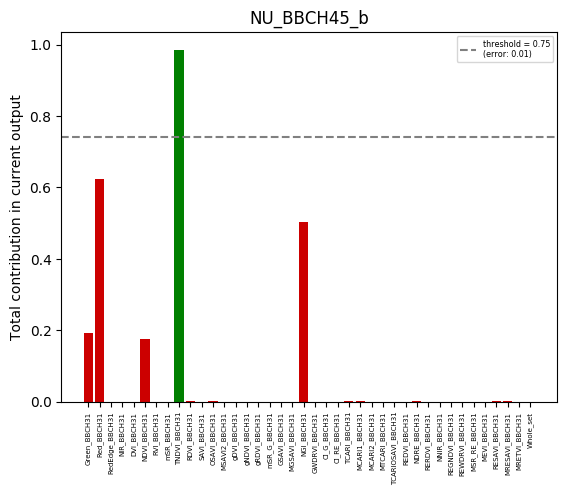 NU_BBCH45_b
threshold = 0.75
(error: 0.01)
Total contribution in current output
1.0
0.8
0.6
0.4
0.2
0.0
Green_BBCH31
Red_BBCH31
RedEdge_BBCH31
NIR_BBCH31
DVI_BBCH31
NDVI_BBCH31
RVI_BBCH31
mSR_BBCH31
TNDVI_BBCH31
RDVI_BBCH31
SAVI_BBCH31
OSAVI_BBCH31
MSAVI2_BBCH31
gDVI_BBCH31
gNDVI_BBCH31
gRDVI_BBCH31
mSR_G_BBCH31
GSAVI_BBCH31
MGSAVI_BBCH31
NGI_BBCH31
GWDRVI_BBCH31
CI_G_BBCH31
CI_RE_BBCH31
TCARI_BBCH31
MCARI1_BBCH31
MCARI2_BBCH31
MTCARI_BBCH31
TCARIOSAVI_BBCH31
REDVI_BBCH31
NDRE_BBCH31
RERDVI_BBCH31
NNIR_BBCH31
REGNDVI_BBCH31
REWDRVI_BBCH31
MSR_RE_BBCH31
MEVI_BBCH31
RESAVI_BBCH31
MRESAVI_BBCH31
MRETVI_BBCH31
Whole_set